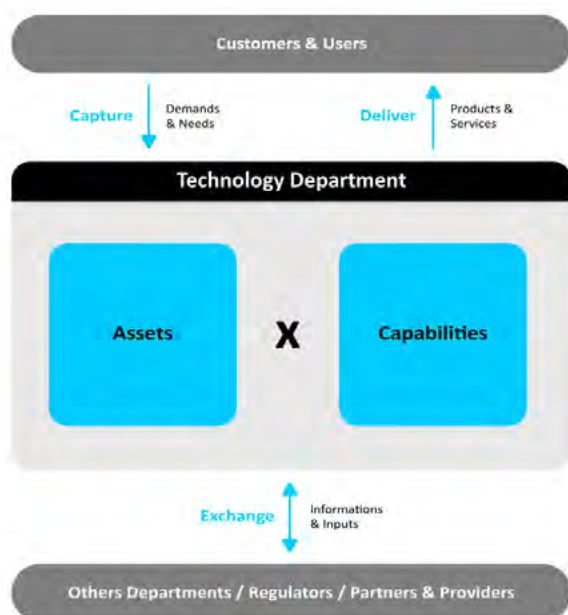 Customers & Users
Capture
Demands
& Needs
Deliver
Products &
Services
Technology Department
Assets
X
Capabilities
Exchange
Informations
& Inputs
Others Departments / Regulators / Partners & Providers